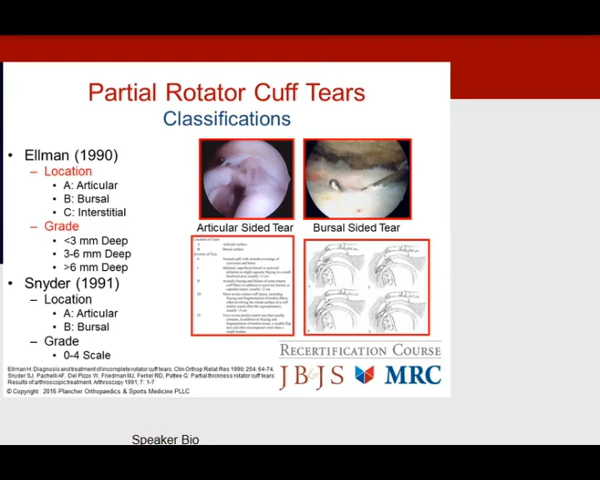 Partial Rotator Cuff Tears
Classifications
• Ellman (1990)
– Location
• A: Articular
• B: Bursal
• C: Interstitial
– Grade
• <3 mm Deep
• 3-6 mm Deep
• >6 mm Deep
• Snyder (1991)
– Location
• A: Articular
• B: Bursal
– Grade
• 0-4 Scale
Articular Sided Tear
Bursal Sided Tear
Ellman H. Diagnosis and treatment of incomplete rotator cuff tears. Clin Orthop Relat Res 1990; 254: 64-74.
Snyder SJ, Pachelli AF, Del Pizzo W, Friedman MJ, Ferkel RD, Pattee G. Partial thickness rotator cuff tears:
Results of arthroscopic treatment. Arthroscopy 1991; 7: 1-7
© Copyright 2016 Plancher Orthopaedics & Sports Medicine PLLC
RECERTIFICATION COURSE
JB&JS MRC
Speaker Bio